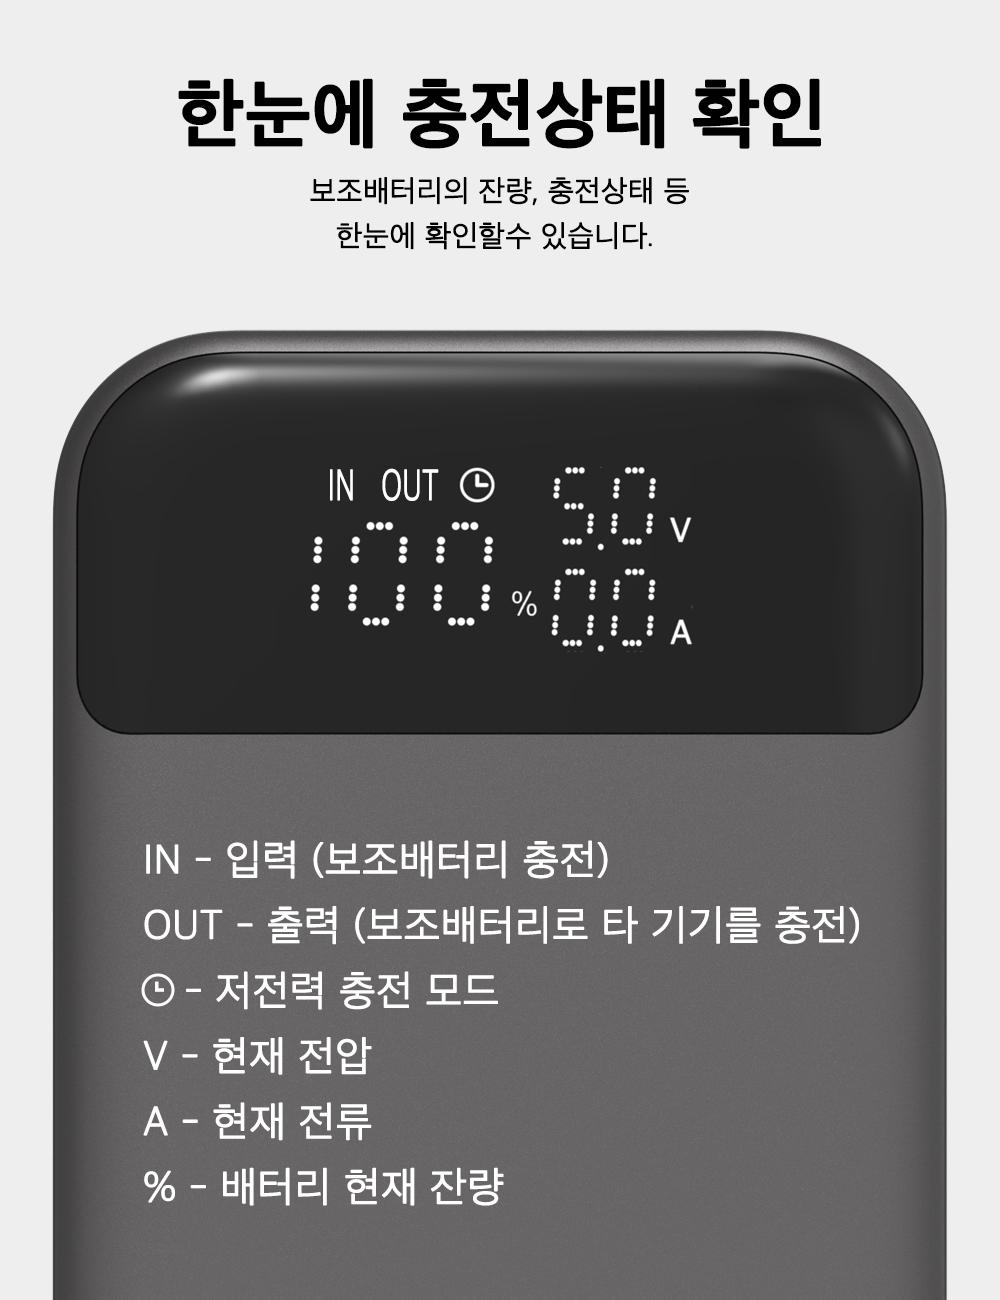 한눈에 충전상태 확인
보조배터리의 잔량, 충전상태 등
한눈에 확인할수 있습니다.
IN OUT
100 %
5.0 V
0.0 A
IN - 입력 (보조배터리 충전)
OUT - 출력 (보조배터리로 타 기기를 충전)
- 저전력 충전 모드
V - 현재 전압
A - 현재 전류
% - 배터리 현재 잔량